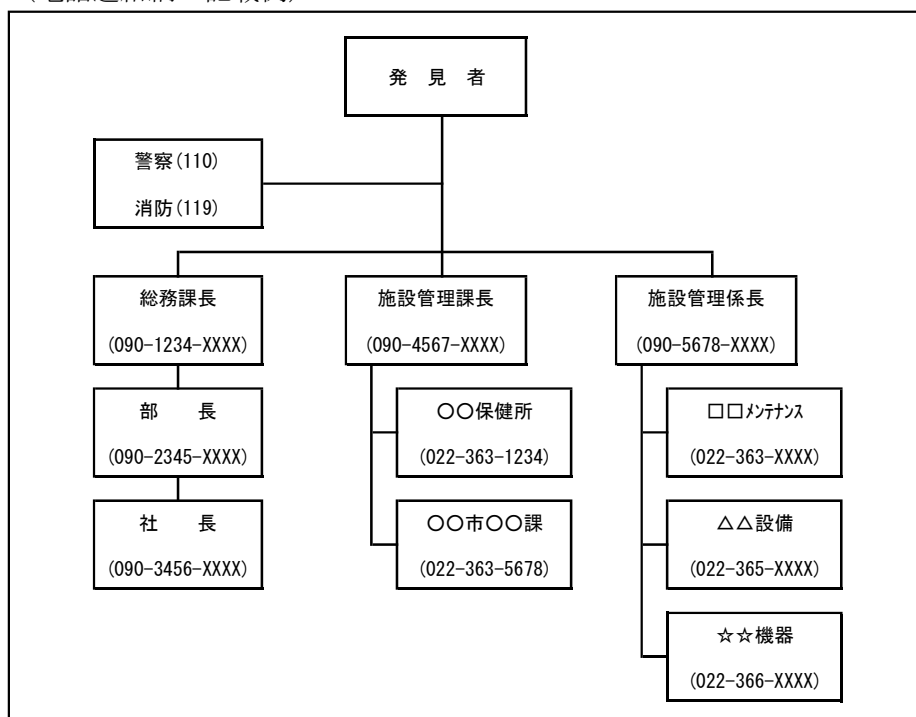 発 見 者
警察(110)
消防(119)
総務課長
(090-1234-XXXX)
施設管理課長
(090-4567-XXXX)
施設管理係長
(090-5678-XXXX)
部 長
(090-2345-XXXX)
〇〇保健所
(022-363-1234)
□□ﾒﾝﾃﾅﾝｽ
(022-363-XXXX)
社 長
(090-3456-XXXX)
〇〇市〇〇課
(022-363-5678)
△△設備
(022-365-XXXX)
☆☆機器
(022-366-XXXX)